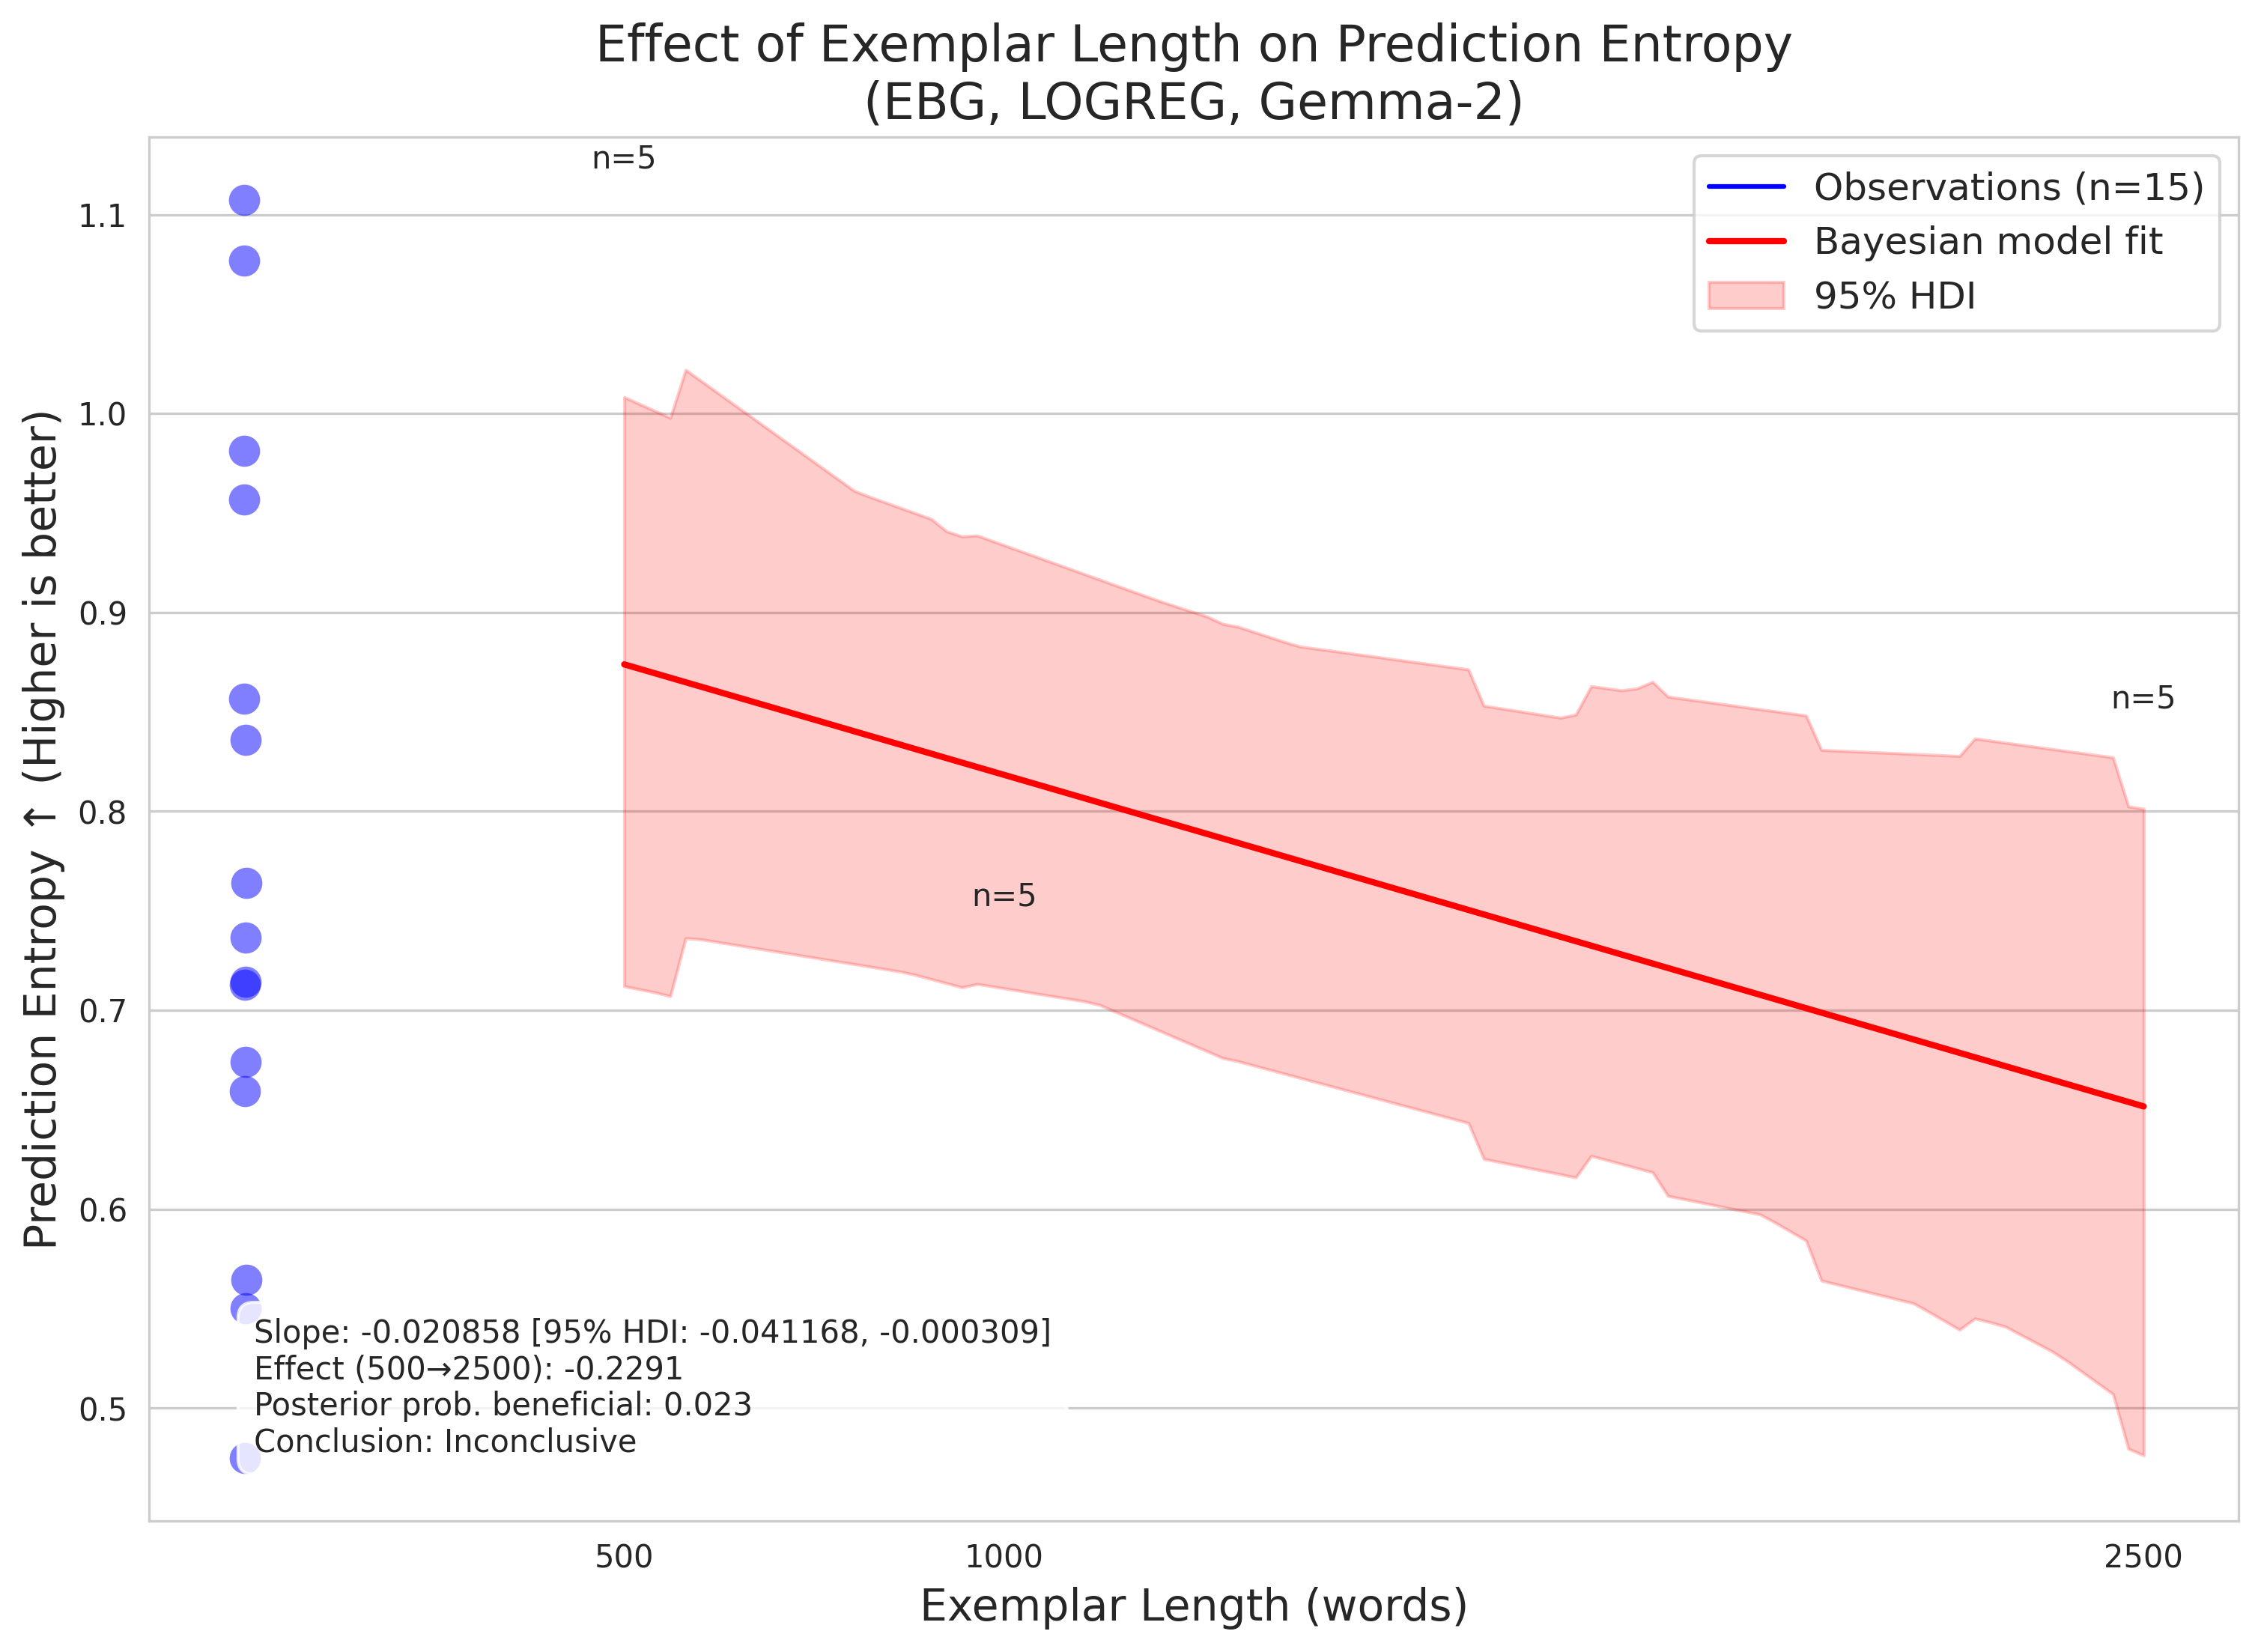 Effect of Exemplar Length on Prediction Entropy
(EBG, LOGREG, Gemma-2)
n=5
Observations (n=15)
Bayesian model fit
95% HDI
1.1
1.0
0.9
0.8
0.7
0.6
0.5
Prediction Entropy ↑ (Higher is better)
n=5
n=5
Slope: -0.020858 [95% HDI: -0.041168, -0.000309]
Effect (500→2500): -0.2291
Posterior prob. beneficial: 0.023
Conclusion: Inconclusive
500
1000
2500
Exemplar Length (words)